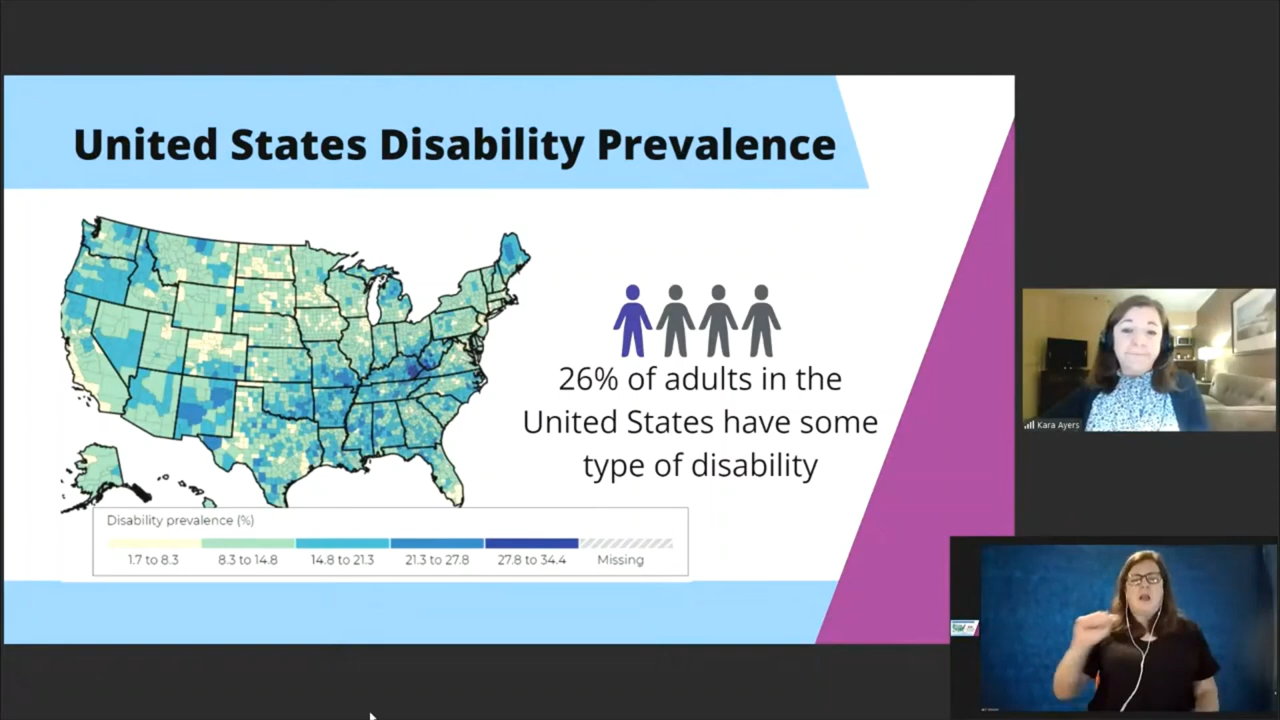 United States Disability Prevalence
26% of adults in the
United States have some
type of disability
Disability prevalence (%)
1.7 to 8.3
8.3 to 14.8
14.8 to 21.3
21.3 to 27.8
27.8 to 34.4
Missing
Kara Ayers